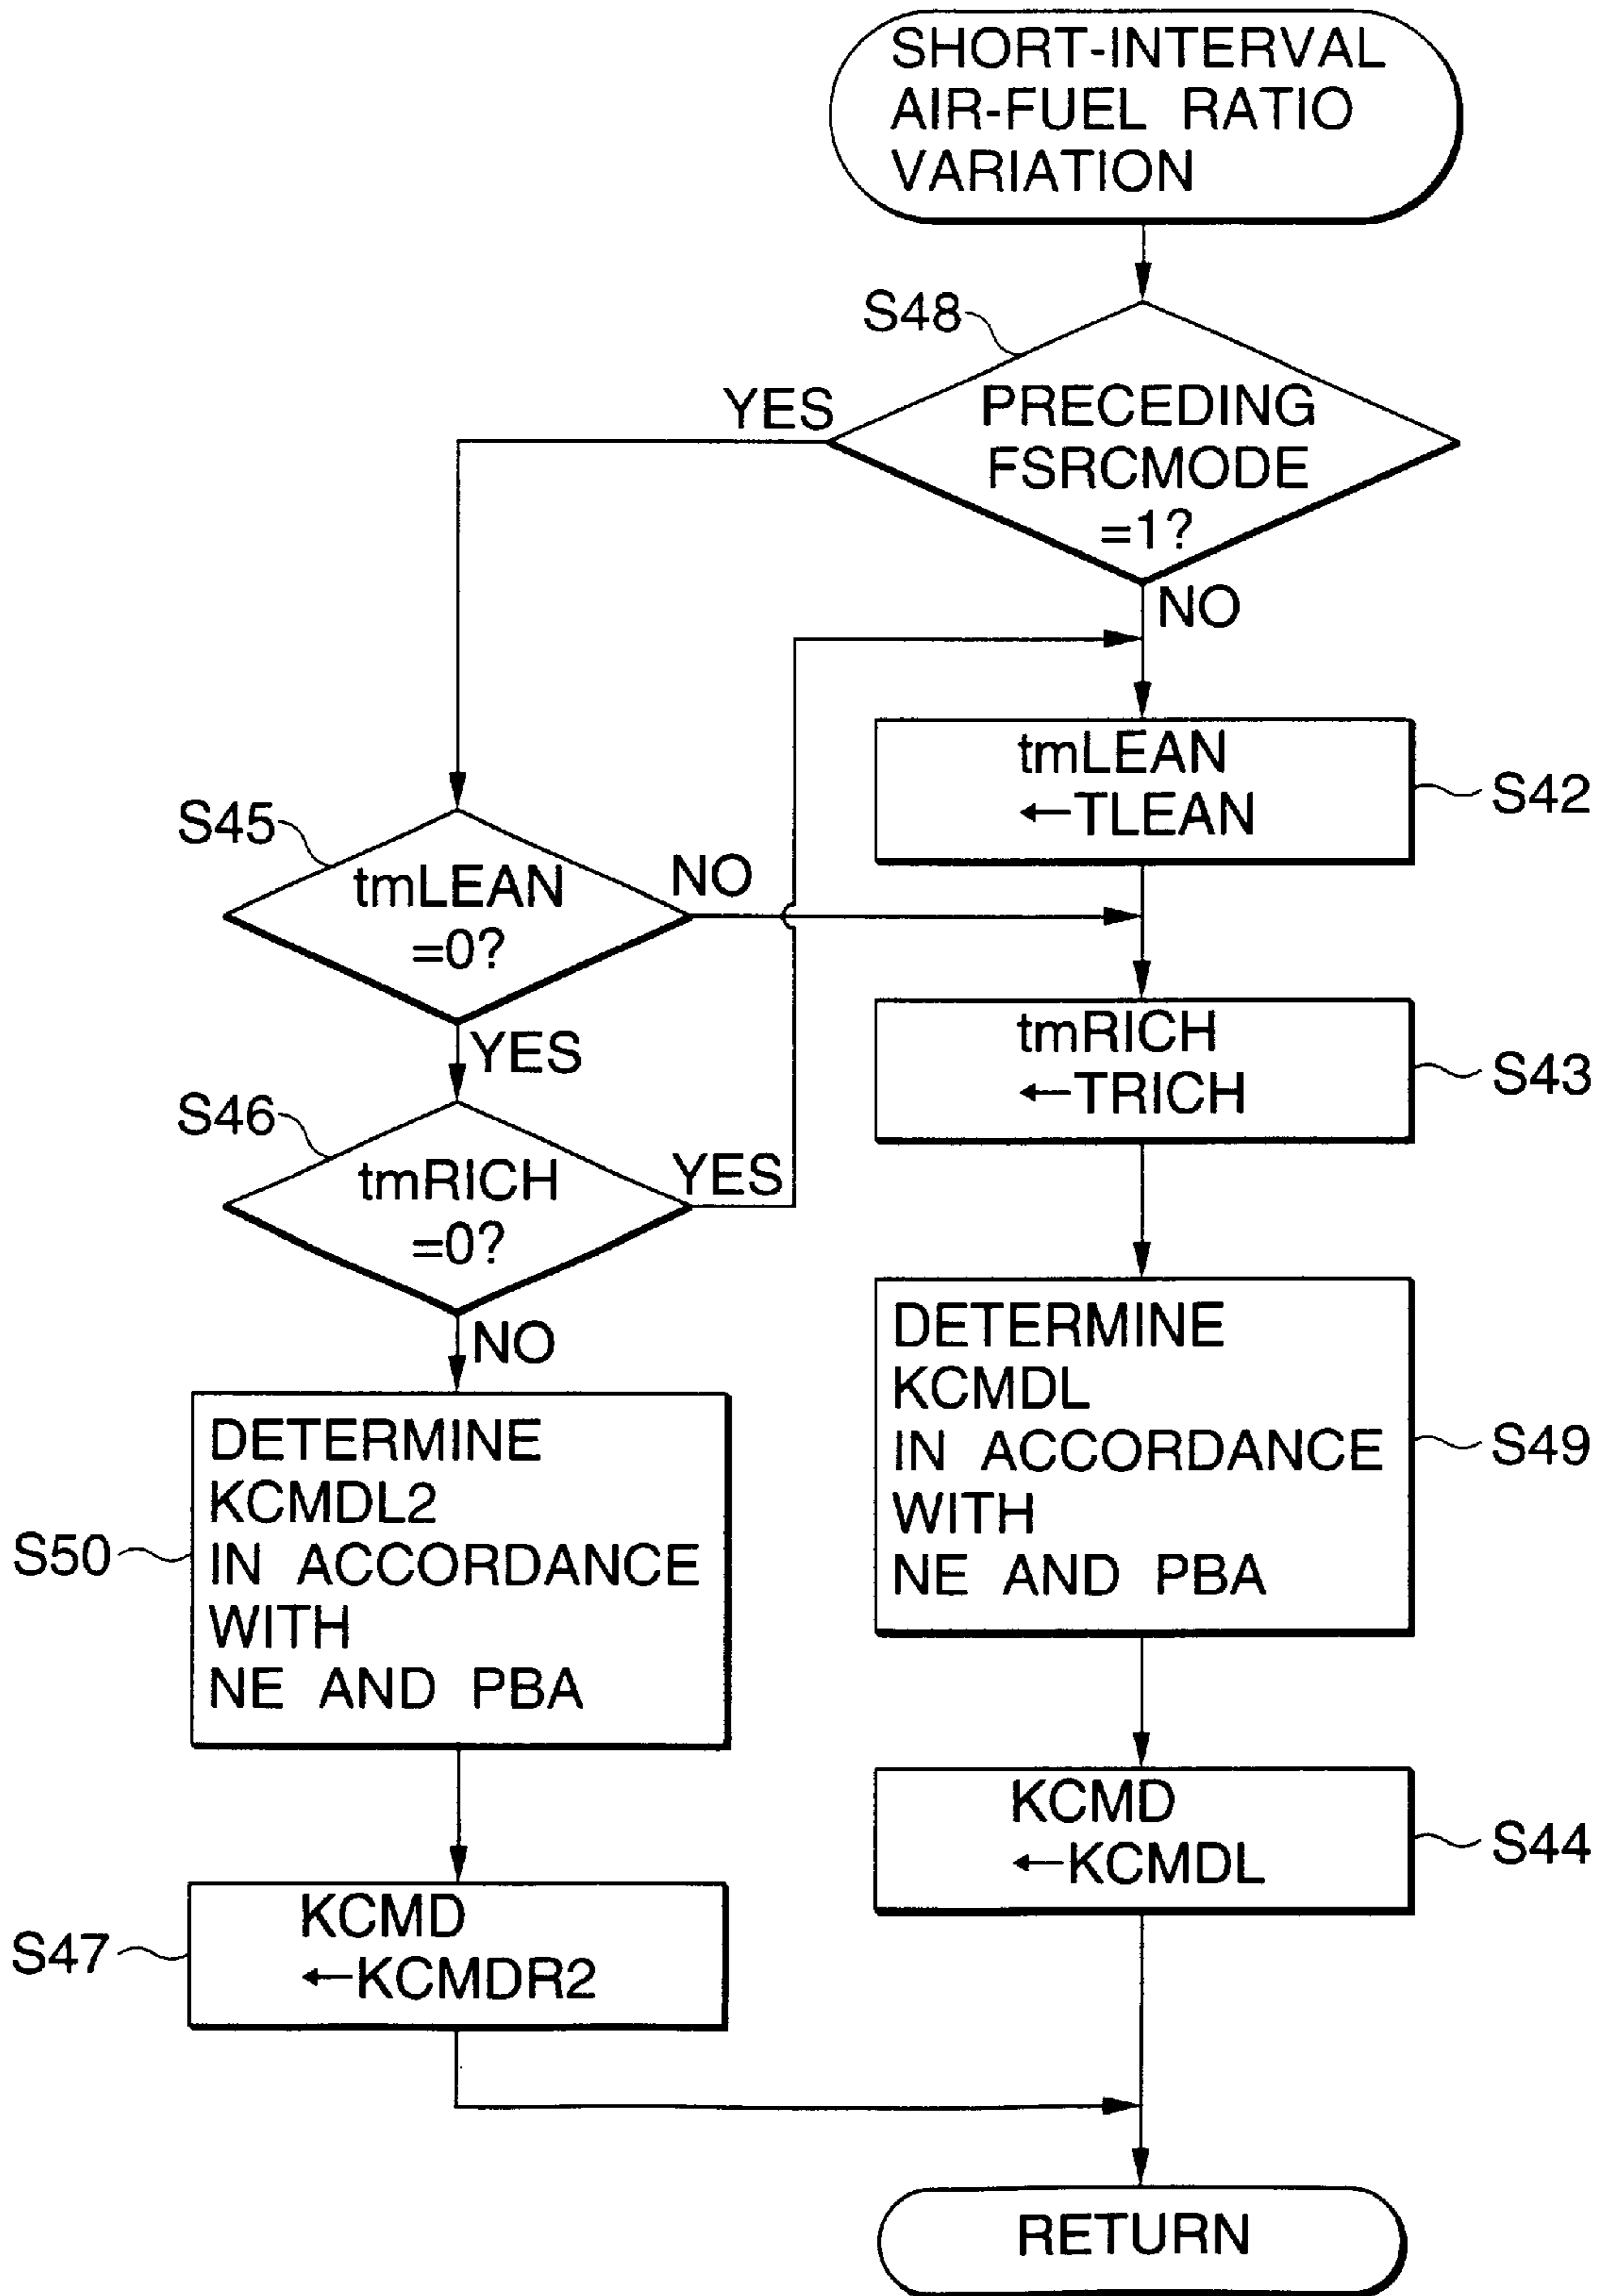 SHORT-INTERVAL
AIR-FUEL RATIO
VARIATION
S48
PRECEDING
FSRCMODE
=1?
YES
NO
tmLEAN
←TLEAN
S42
S45
tmLEAN
=0?
NO
YES
tmRICH
←TRICH
S43
S46
tmRICH
=0?
YES
NO
DETERMINE
KCMDL
IN ACCORDANCE
WITH
NE AND PBA
S49
DETERMINE
KCMDL2
IN ACCORDANCE
WITH
NE AND PBA
S50
KCMD
←KCMDL
S44
KCMD
←KCMDR2
S47
RETURN